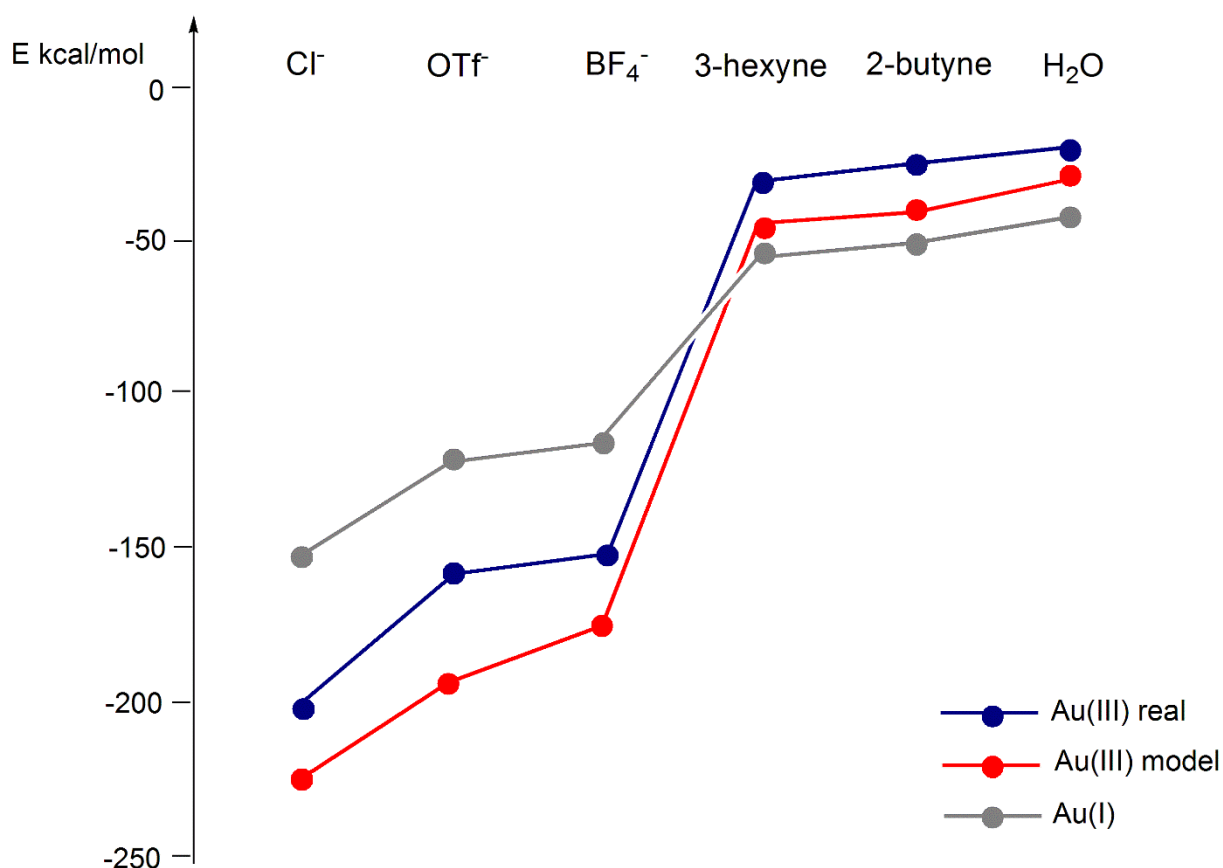 E kcal/mol
Cl⁻ OTf⁻ BF₄⁻ 3-hexyne 2-butyne H₂O
0
-50
-100
-150
-200
-250
Au(III) real
Au(III) model
Au(I)